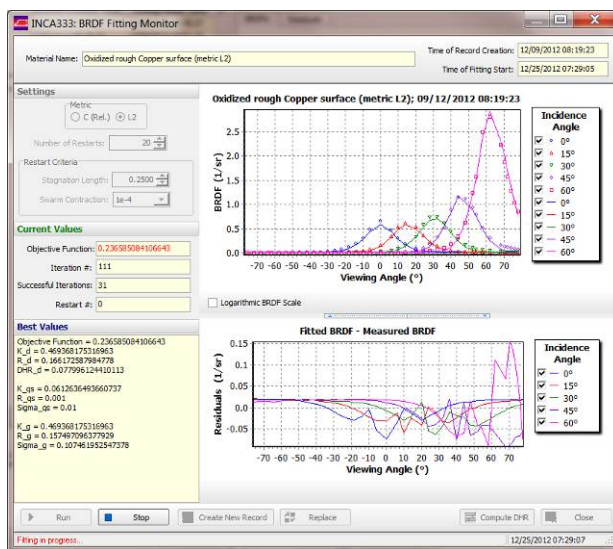 INCA333: BRDF Fitting Monitor
Material Name: Oxidized rough Copper surface (metric L2)
Time of Record Creation: 12/09/2012 08:19:23
Time of Fitting Start: 12/25/2012 07:29:05
Settings
Metric
C (Rel.) L2
Number of Restarts: 20
Restart Criteria
Stagnation Length: 0.2500
Swarm Contraction: 1e-4
Current Values
Objective Function: 0.236585084106643
Iteration #: 111
Successful Iterations: 31
Restart #: 0
Best Values
Objective Function = 0.236585084106643
K_d = 0.469368175316963
R_d = 0.166172587984778
DHR_d = 0.077996124410113
K_qs = 0.0612636493660737
R_qs = 0.001
Sigma_qs = 0.01
K_g = 0.469368175316963
R_g = 0.157497096377929
Sigma_g = 0.107461952547378
Oxidized rough Copper surface (metric L2); 09/12/2012 08:19:23
BRDF (1/sr)
2.5
2.0
1.5
1.0
0.5
0.0
-70 -60 -50 -40 -30 -20 -10 0 10 20 30 40 50 60 70
Viewing Angle (°)
Incidence
Angle
0°
15°
30°
45°
60°
0°
15°
30°
45°
60°
Logarithmic BRDF Scale
Fitted BRDF - Measured BRDF
Residuals (1/sr)
0.15
0.10
0.05
0.00
-0.05
-70 -60 -50 -40 -30 -20 -10 0 10 20 30 40 50 60 70
Viewing Angle (°)
Incidence
Angle
0°
15°
30°
45°
60°
Run Stop Create New Record Replace Compute DHR Close
Fitting in progress... 12/25/2012 07:29:07